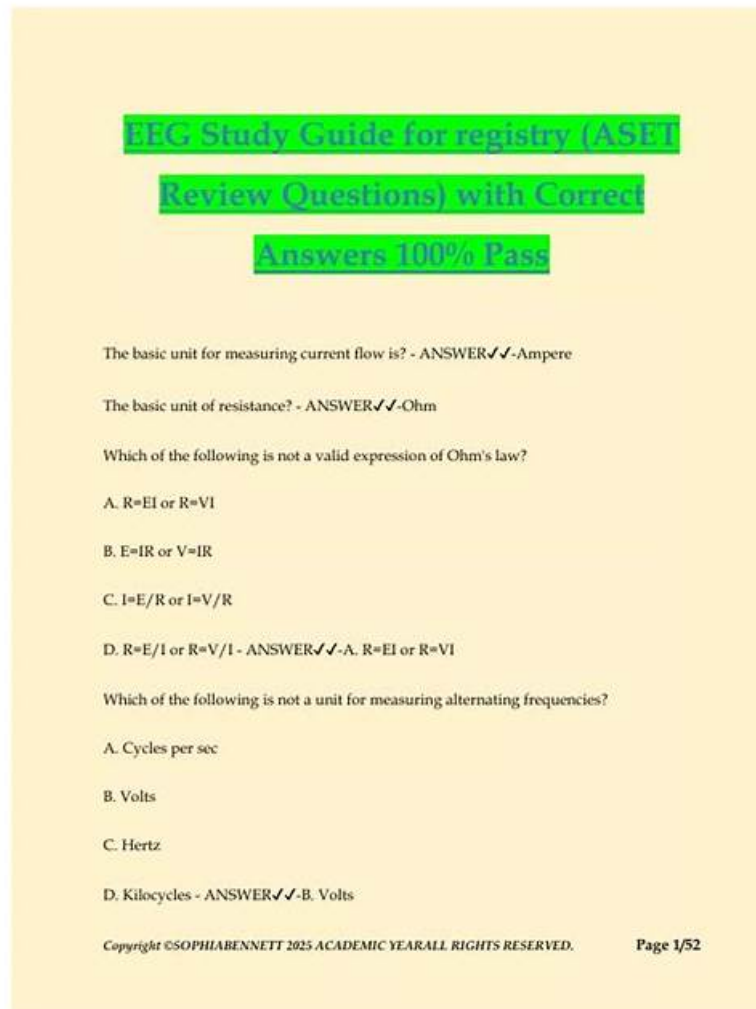 EEG Study Guide for registry (ASET
Review Questions) with Correct
Answers 100% Pass
The basic unit for measuring current flow is? - ANSWER✓✓-Ampere
The basic unit of resistance? - ANSWER✓✓-Ohm
Which of the following is not a valid expression of Ohm's law?
A. R=EI or R=VI
B. E=IR or V=IR
C. I=E/R or I=V/R
D. R=E/I or R=V/I - ANSWER✓✓-A. R=EI or R=VI
Which of the following is not a unit for measuring alternating frequencies?
A. Cycles per sec
B. Volts
C. Hertz
D. Kilocycles - ANSWER✓✓-B. Volts
Copyright ©SOPHIABENNETT 2025 ACADEMIC YEARALL RIGHTS RESERVED. Page 1/52